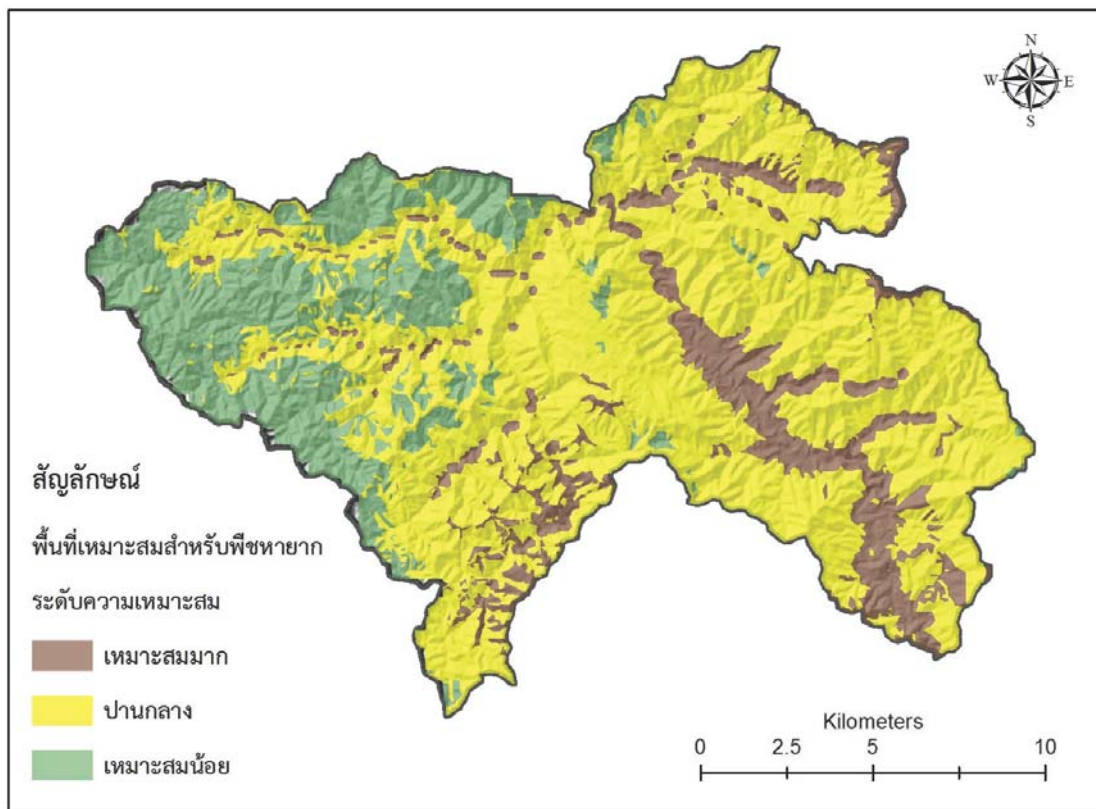 N
W E
S
สัญลักษณ์
พื้นที่เหมาะสมสำหรับพืชหายาก
ระดับความเหมาะสม
เหมาะสมมาก
ปานกลาง
เหมาะสมน้อย
Kilometers
0 2.5 5 10